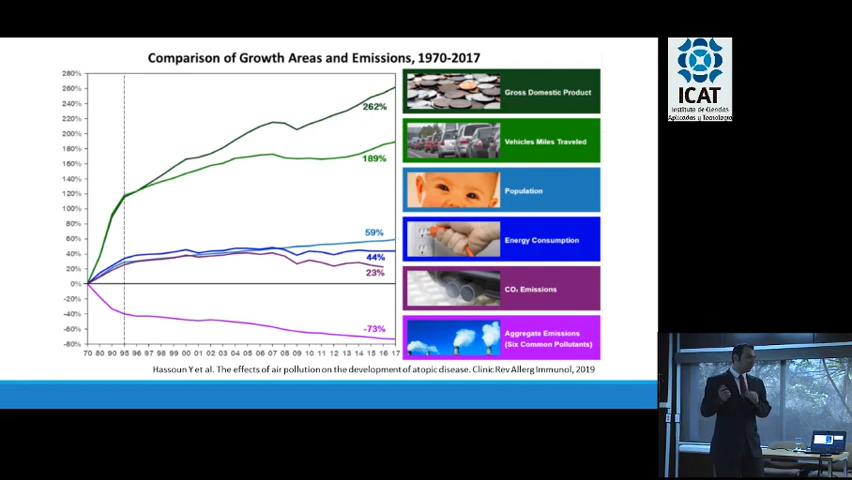 Comparison of Growth Areas and Emissions, 1970-2017
280%
260%
240%
220%
200%
180%
160%
140%
120%
100%
80%
60%
40%
20%
0%
-20%
-40%
-60%
-80%
262%
189%
59%
44%
23%
-73%
70 80 90 95 96 97 98 99 00 01 02 03 04 05 06 07 08 09 10 11 12 13 14 15 16 17
Gross Domestic Product
Vehicles Miles Traveled
Population
Energy Consumption
CO₂ Emissions
Aggregate Emissions
(Six Common Pollutants)
Hassoun Y et al. The effects of air pollution on the development of atopic disease. Clinic Rev Allerg Immunol, 2019
ICAT
Instituto de Ciencias
Aplicadas y Tecnología